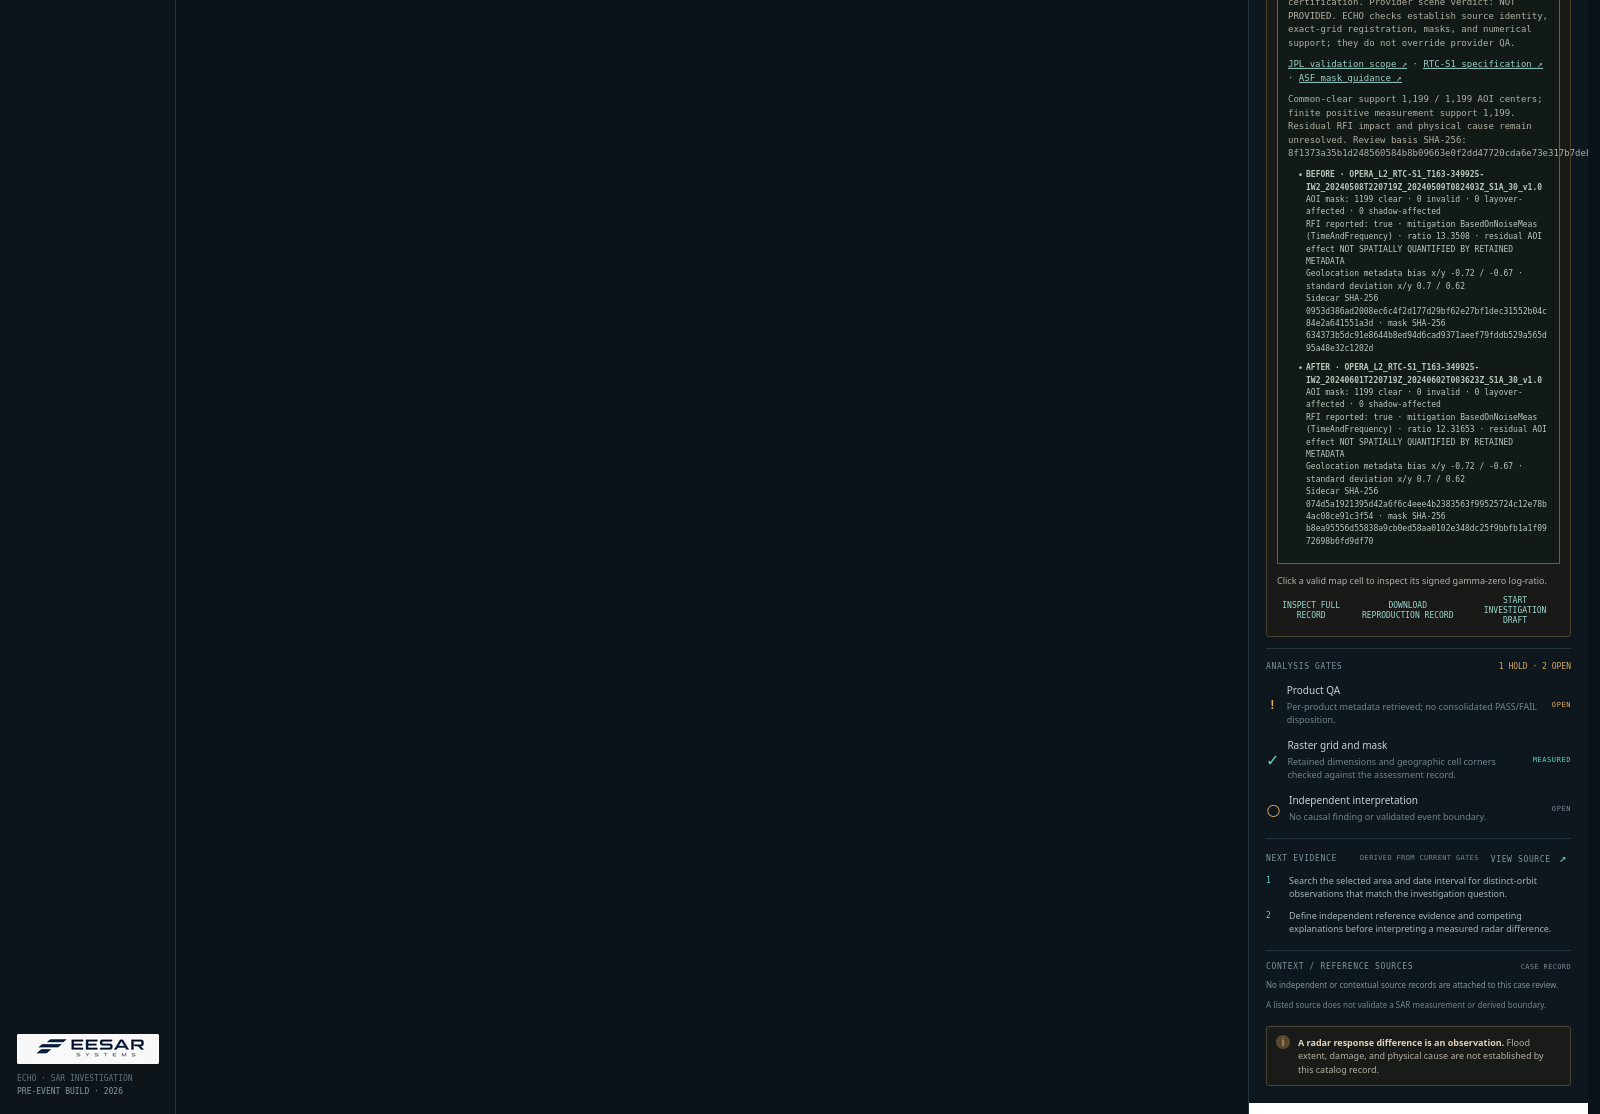 certification. Provider scene verdict: NOT
PROVIDED. ECHO checks establish source identity,
exact-grid registration, masks, and numerical
support; they do not override provider QA.
JPL validation scope ↗ · RTC-S1 specification ↗
· ASF mask guidance ↗
Common-clear support 1,199 / 1,199 AOI centers;
finite positive measurement support 1,199.
Residual RFI impact and physical cause remain
unresolved. Review basis SHA-256:
8f1373a35b1d248560584b8b09663e0f2dd47720cda6e73e317b7de
• BEFORE · OPERA_L2_RTC-S1_T163-349925-
IW2_20240508T220719Z_20240509T082403Z_S1A_30_v1.0
AOI mask: 1199 clear · 0 invalid · 0 layover-
affected · 0 shadow-affected
RFI reported: true · mitigation BasedOnNoiseMeas
(TimeAndFrequency) · ratio 13.3508 · residual AOI
effect NOT SPATIALLY QUANTIFIED BY RETAINED
METADATA
Geolocation metadata bias x/y -0.72 / -0.67 ·
standard deviation x/y 0.7 / 0.62
Sidecar SHA-256
0953d386ad2008ec6c4f2d177d29bf62e27bf1dec31552b04c
84e2a641551a3d · mask SHA-256
634373b5dc91e8644b8ed94d6cad9371aeef79fddb529a565d
95a48e32c1202d
• AFTER · OPERA_L2_RTC-S1_T163-349925-
IW2_20240601T220719Z_20240602T003623Z_S1A_30_v1.0
AOI mask: 1199 clear · 0 invalid · 0 layover-
affected · 0 shadow-affected
RFI reported: true · mitigation BasedOnNoiseMeas
(TimeAndFrequency) · ratio 12.31653 · residual AOI
effect NOT SPATIALLY QUANTIFIED BY RETAINED
METADATA
Geolocation metadata bias x/y -0.72 / -0.67 ·
standard deviation x/y 0.7 / 0.62
Sidecar SHA-256
074d5a1921395d42a6f6c4eee4b2383563f99525724c12e78b
4ac08ce91c3f54 · mask SHA-256
b8ea95556d55838a9cb0ed58aa0102e348dc25f9bbfb1a1f09
72698b6fd9df70
Click a valid map cell to inspect its signed gamma-zero log-ratio.
INSPECT FULL
RECORD
DOWNLOAD
REPRODUCTION RECORD
START
INVESTIGATION
DRAFT
ANALYSIS GATES 1 HOLD · 2 OPEN
Product QA
! Per-product metadata retrieved; no consolidated PASS/FAIL OPEN
disposition.
Raster grid and mask
✓ Retained dimensions and geographic cell corners MEASURED
checked against the assessment record.
Independent interpretation
No causal finding or validated event boundary. OPEN
NEXT EVIDENCE DERIVED FROM CURRENT GATES VIEW SOURCE ↗
1 Search the selected area and date interval for distinct-orbit
observations that match the investigation question.
2 Define independent reference evidence and competing
explanations before interpreting a measured radar difference.
CONTEXT / REFERENCE SOURCES CASE RECORD
No independent or contextual source records are attached to this case review.
A listed source does not validate a SAR measurement or derived boundary.
i A radar response difference is an observation. Flood
extent, damage, and physical cause are not established by
this catalog record.
EESAR
SYSTEMS
ECHO · SAR INVESTIGATION
PRE-EVENT BUILD · 2026